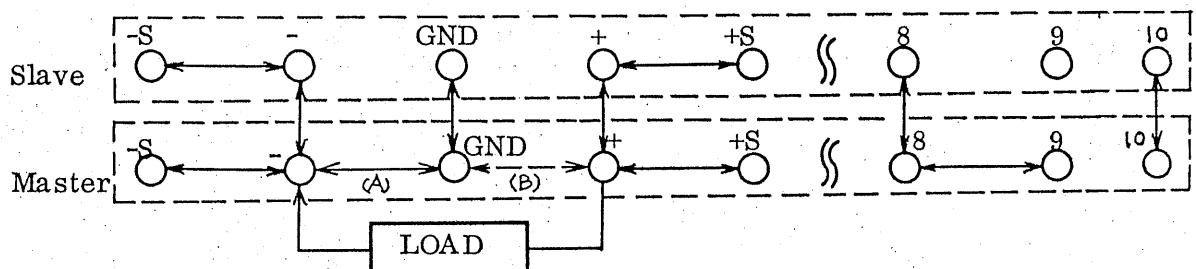 -S - GND + +S 8 9 10
Slave
-S - GND + +S 8 9 10
Master
(A) (B)
LOAD